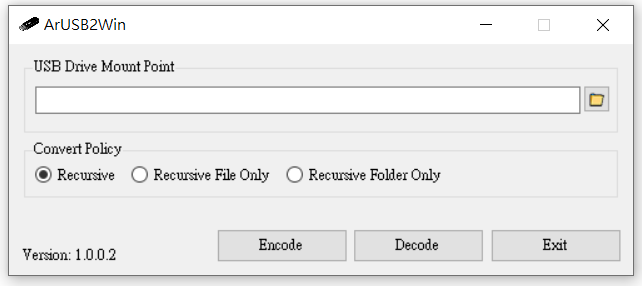 ArUSB2Win
USB Drive Mount Point
Convert Policy
Recursive Recursive File Only Recursive Folder Only
Version: 1.0.0.2 Encode Decode Exit